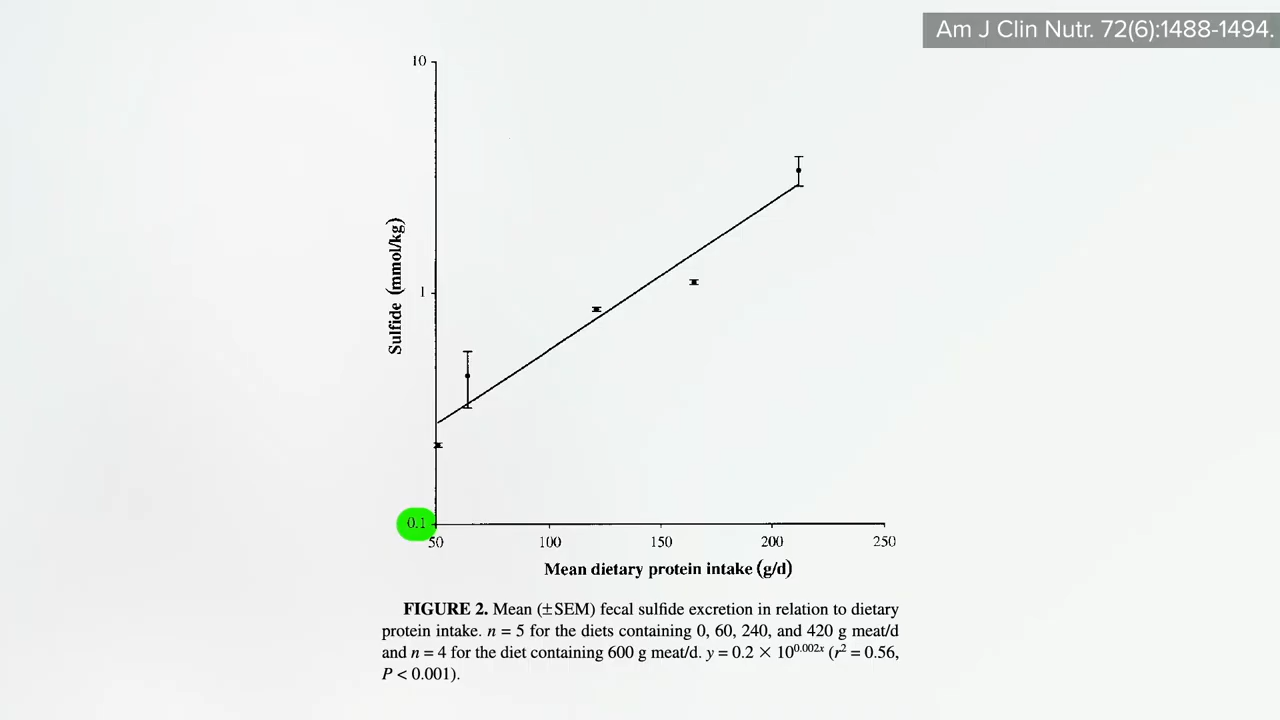 Am J Clin Nutr. 72(6):1488-1494.
10
1
0.1
Sulfide (mmol/kg)
50 100 150 200 250
Mean dietary protein intake (g/d)
FIGURE 2. Mean (±SEM) fecal sulfide excretion in relation to dietary
protein intake. n = 5 for the diets containing 0, 60, 240, and 420 g meat/d
and n = 4 for the diet containing 600 g meat/d. y = 0.2 × 10^0.002x (r² = 0.56,
P < 0.001).